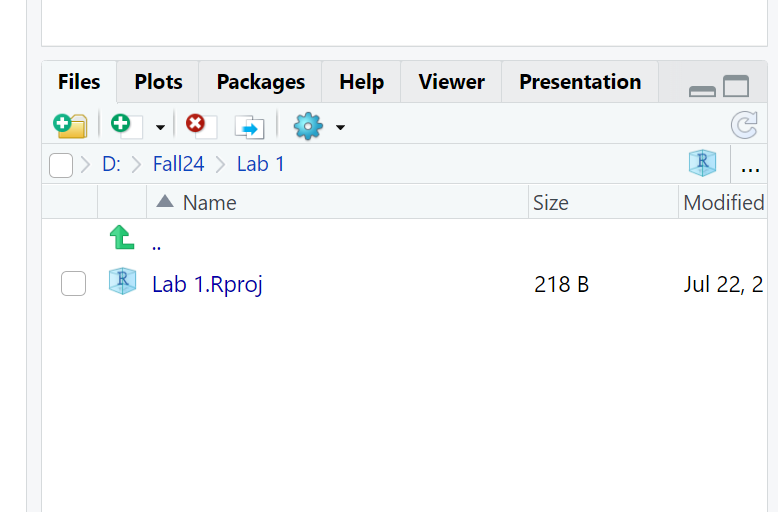 Files Plots Packages Help Viewer Presentation
D: Fall24 Lab 1 R ...
Name Size Modified
..
R Lab 1.Rproj 218 B Jul 22, 2